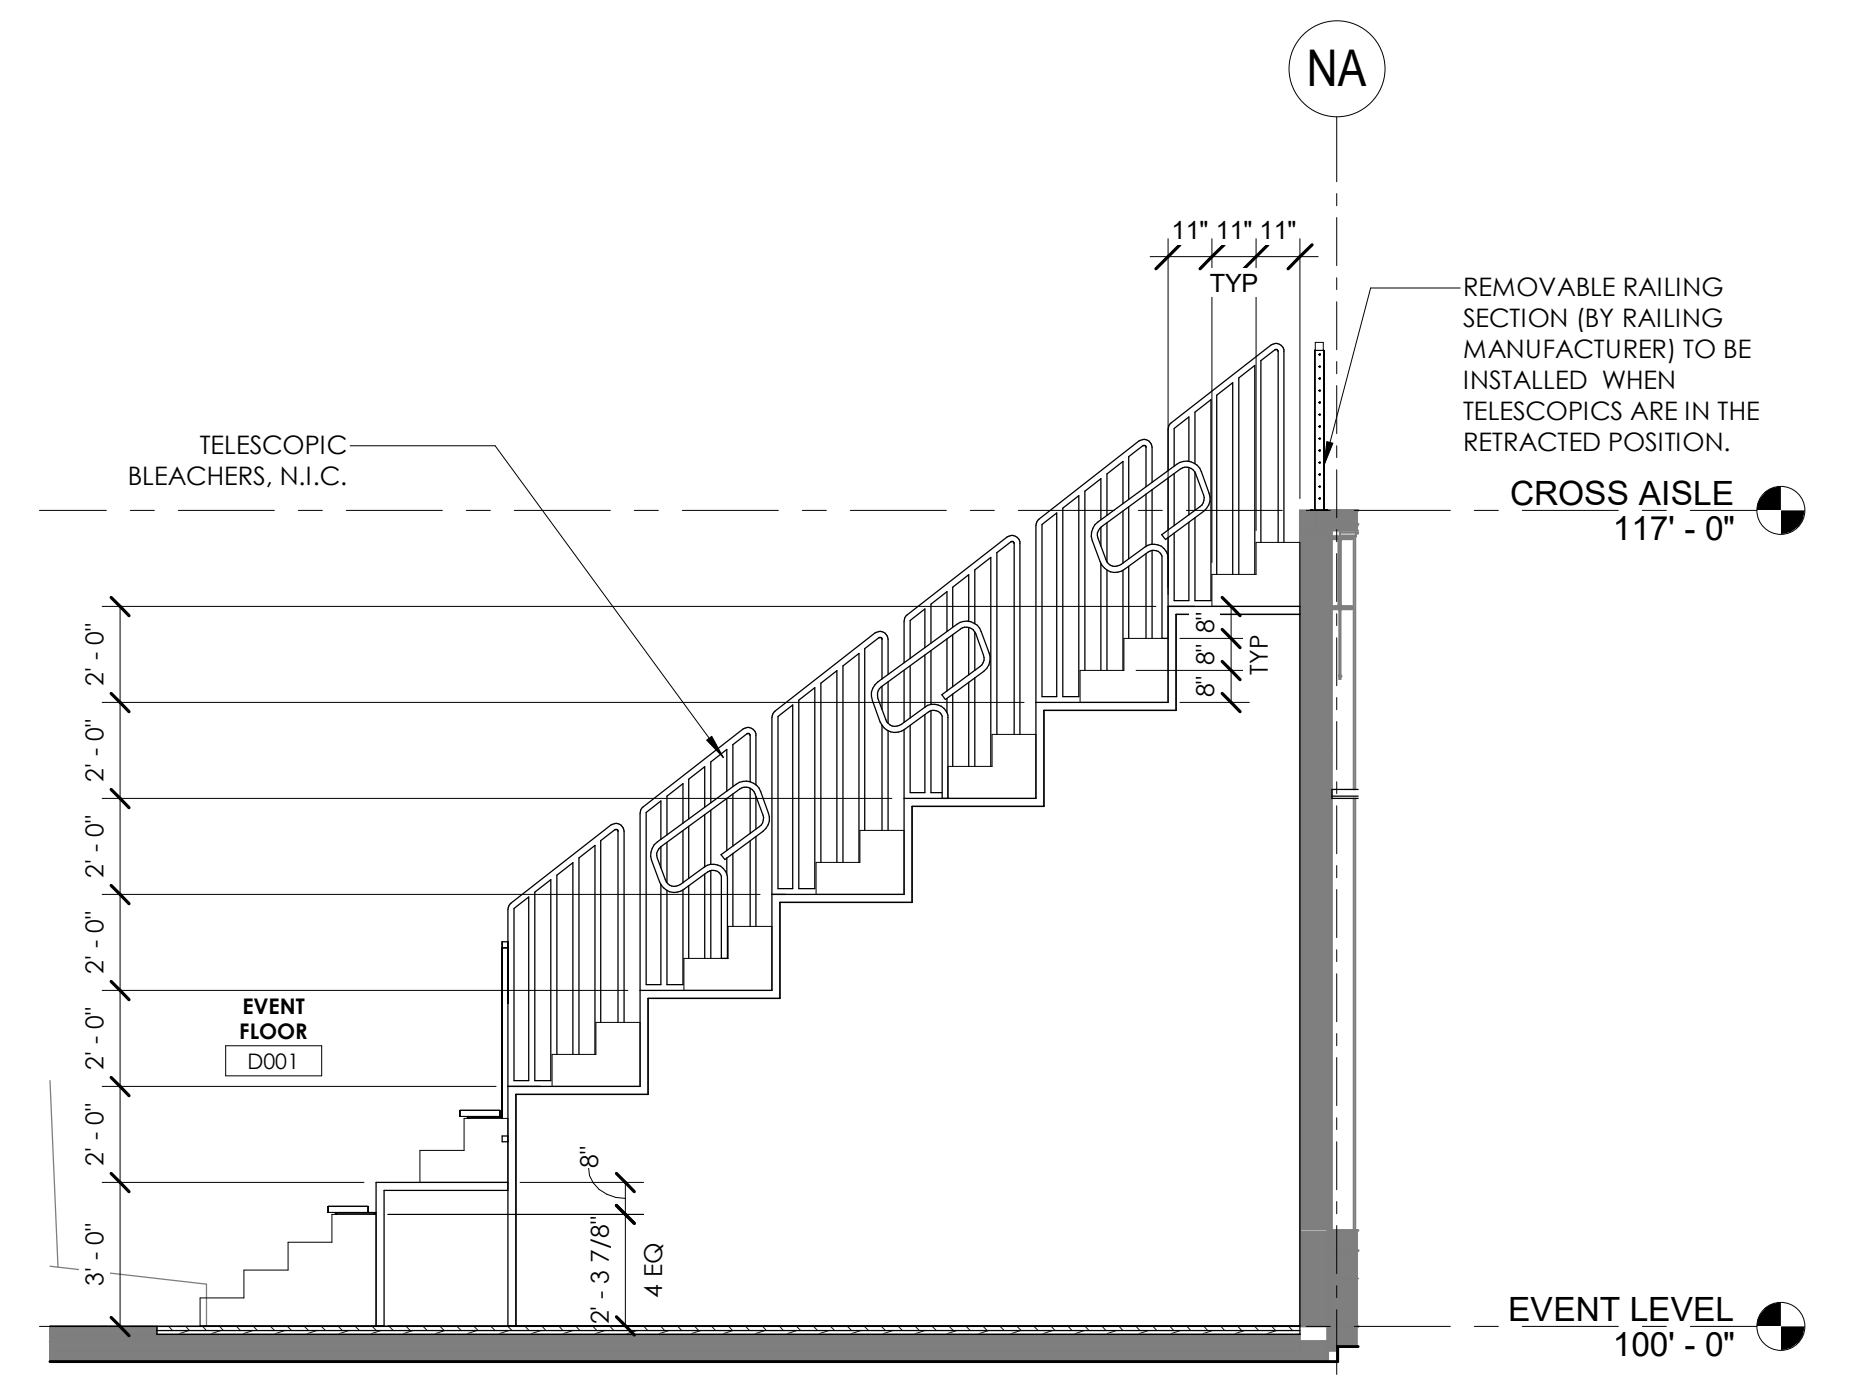 NA
11" 11" 11"
TYP
REMOVABLE RAILING
SECTION (BY RAILING
MANUFACTURER) TO BE
INSTALLED WHEN
TELESCOPICS ARE IN THE
RETRACTED POSITION.
TELESCOPIC
BLEACHERS, N.I.C.
CROSS AISLE
117' - 0"
2' - 0"
2' - 0"
2' - 0"
2' - 0"
2' - 0"
2' - 0"
3' - 0"
8"
8"
8"
TYP
EVENT
FLOOR
D001
8"
2' - 3 7/8"
4 EQ
EVENT LEVEL
100' - 0"